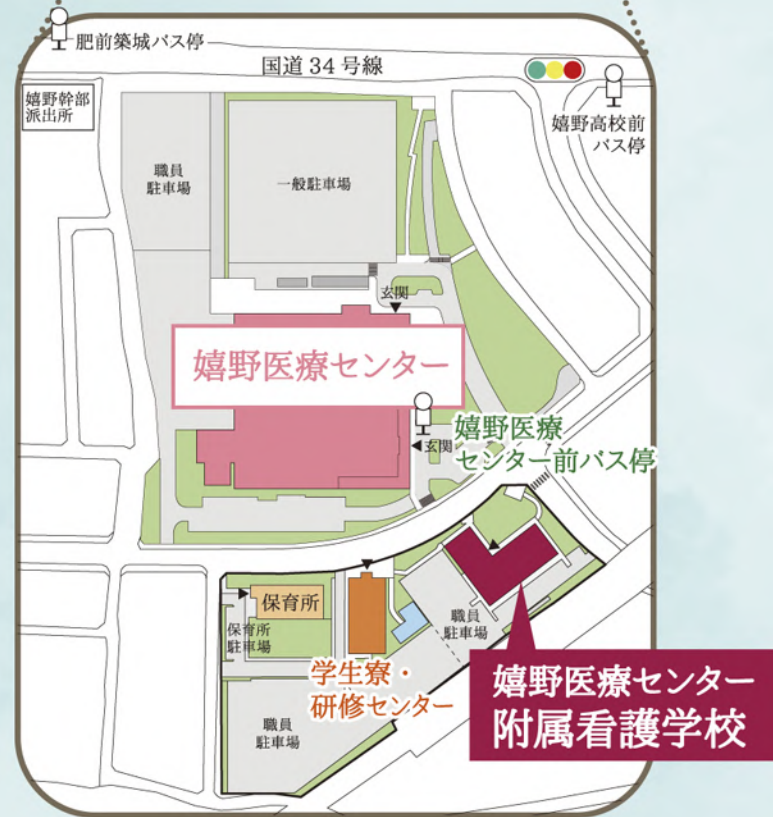 肥前築城バス停
国道34号線
嬉野幹部
派出所
嬉野高校前
バス停
職員
駐車場
一般駐車場
玄関
嬉野医療センター
玄関
嬉野医療
センター前バス停
保育所
保育所
駐車場
職員
駐車場
学生寮・
研修センター
職員
駐車場
嬉野医療センター
附属看護学校